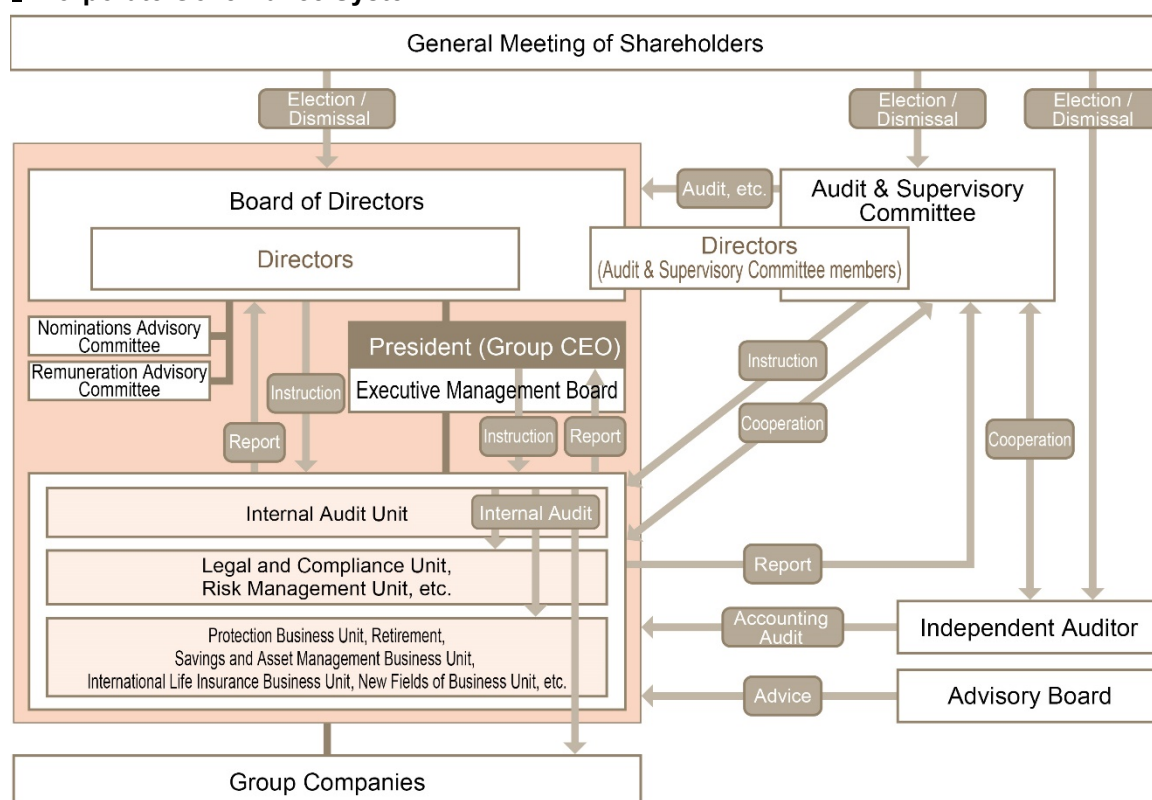 General Meeting of Shareholders
Election /
Dismissal
Election /
Dismissal
Election /
Dismissal
Board of Directors
Directors
Audit, etc.
Audit & Supervisory
Committee
Directors
(Audit & Supervisory Committee members)
Nominations Advisory
Committee
Remuneration Advisory
Committee
President (Group CEO)
Executive Management Board
Instruction
Report
Instruction
Report
Instruction
Cooperation
Cooperation
Internal Audit Unit
Internal Audit
Legal and Compliance Unit,
Risk Management Unit, etc.
Report
Protection Business Unit, Retirement,
Savings and Asset Management Business Unit,
International Life Insurance Business Unit, New Fields of Business Unit, etc.
Accounting
Audit
Independent Auditor
Advice
Advisory Board
Group Companies